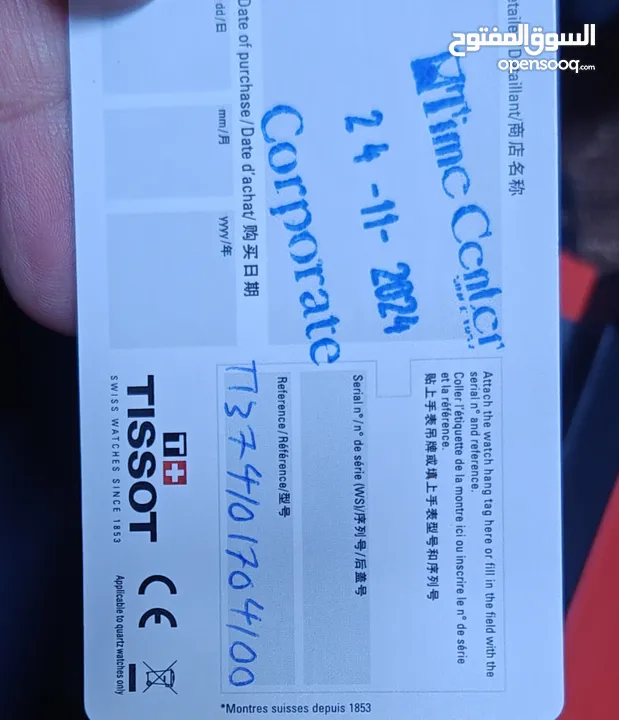 السوق المفتوح
opensooq.com
Détaillant/商店名称
Time Center
24-11-2024
Corporate
Date of purchase/Date d'achat/购买日期
dd/日
mm/月
yyyy/年
Attach the watch hang tag here or fill in the field with the
serial n° and reference.
Coller l'étiquette de la montre ici ou inscrire le n° de série
et la référence.
贴上手表吊牌或填上手表型号和序列号
Serial n°/n° de série (WS)/序列号/后盖号
Reference/Référence/型号
T1374101704100
TISSOT
SWISS WATCHES SINCE 1853
CE
Applicable to quartz watches only
*Montres suisses depuis 1853